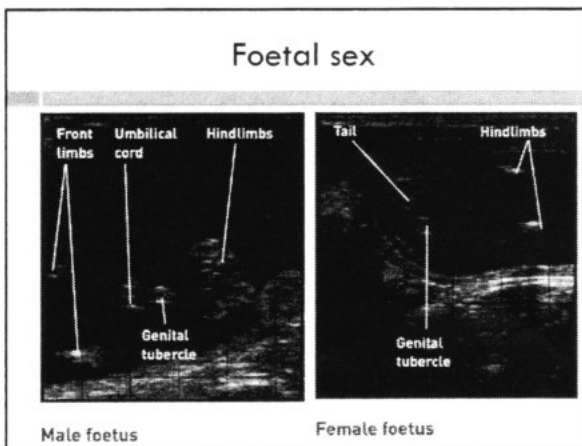 Foetal sex
Front limbs
Umbilical cord
Hindlimbs
Genital tubercle
Male foetus
Tail
Hindlimbs
Genital tubercle
Female foetus